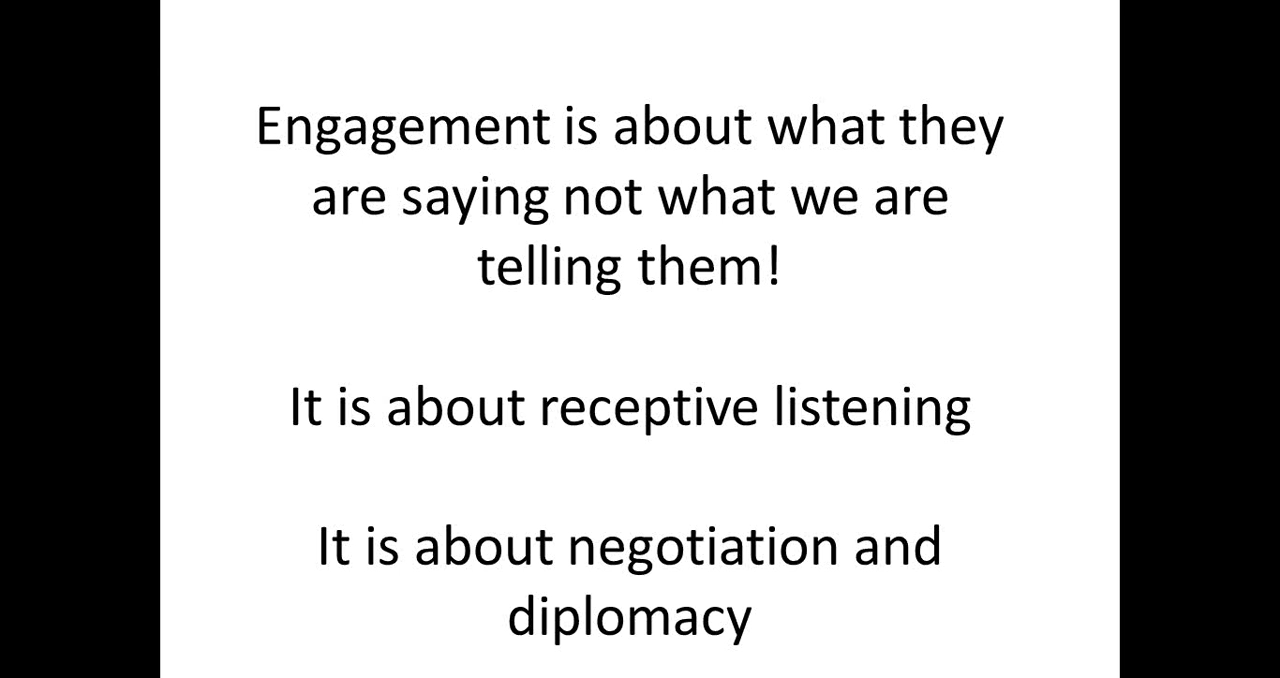 Engagement is about what they
are saying not what we are
telling them!
It is about receptive listening
It is about negotiation and
diplomacy